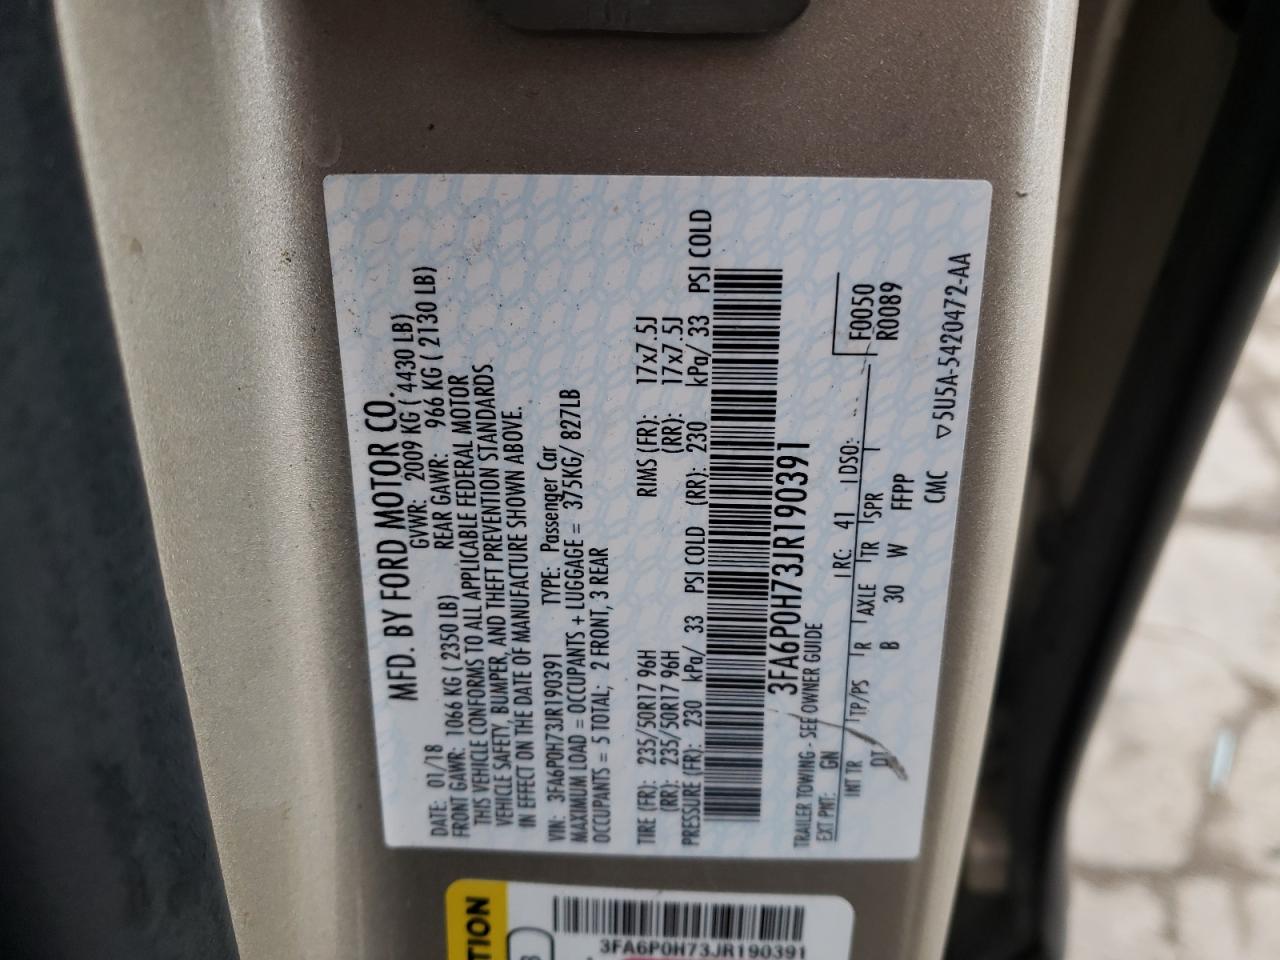 MFD. BY FORD MOTOR CO.
DATE: 01/18 GVWR: 2009 KG ( 4430 LB)
FRONT GAWR: 1066 KG ( 2350 LB) REAR GAWR: 966 KG ( 2130 LB)
THIS VEHICLE CONFORMS TO ALL APPLICABLE FEDERAL MOTOR
VEHICLE SAFETY, BUMPER, AND THEFT PREVENTION STANDARDS
IN EFFECT ON THE DATE OF MANUFACTURE SHOWN ABOVE.
VIN: 3FA6P0H73JR190391 TYPE: Passenger Car
MAXIMUM LOAD = OCCUPANTS + LUGGAGE = 375KG/ 827LB
OCCUPANTS = 5 TOTAL; 2 FRONT, 3 REAR
TIRE (FR): 235/50R17 96H RIMS (FR): 17x7.5J
(RR): 235/50R17 96H (RR): 17x7.5J
PRESSURE (FR): 230 kPa/ 33 PSI COLD (RR): 230 kPa/ 33 PSI COLD
3FA6P0H73JR190391
TRAILER TOWING - SEE OWNER GUIDE
EXT PNT: GN RC: 41 DSO: F0050
INT TR TP/PS R AXLE TR SPR R0089
DT B 30 W FFPP
CMC ▽5U5A-5420472-AA
TION
3FA6P0H73JR190391